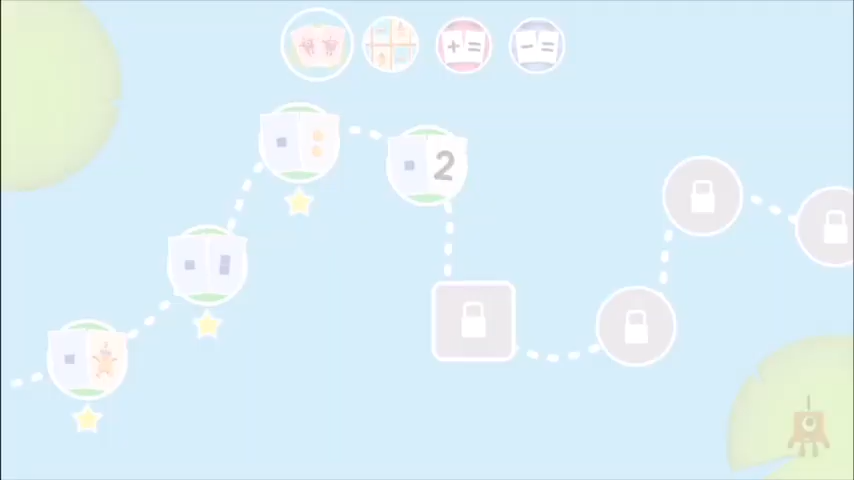 + =
- =
2